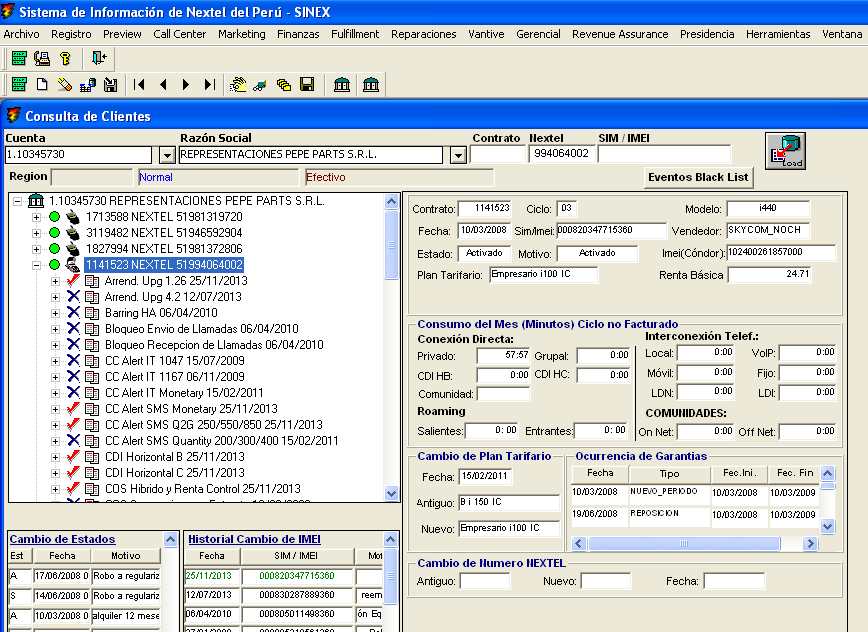 Sistema de Información de Nextel del Perú - SINEX
Archivo Registro Preview Call Center Marketing Finanzas Fulfillment Reparaciones Vantive Gerencial Revenue Assurance Presidencia Herramientas Ventana
Consulta de Clientes
Cuenta Razón Social Contrato Nextel SIM / IMEI
1.10345730 REPRESENTACIONES PEPE PARTS S.R.L. 994064002
Load
Region Normal Efectivo Eventos Black List
1.10345730 REPRESENTACIONES PEPE PARTS S.R.L.
1713588 NEXTEL 51981319720
3119482 NEXTEL 51946592904
1827994 NEXTEL 51981372806
1141523 NEXTEL 51994064002
Arrend. Upg 1.26 25/11/2013
Arrend. Upg 4.2 12/07/2013
Barring HA 06/04/2010
Bloqueo Envio de Llamadas 06/04/2010
Bloqueo Recepcion de Llamadas 06/04/2010
CC Alert IT 1047 15/07/2009
CC Alert IT 1167 06/11/2009
CC Alert IT Monetary 15/02/2011
CC Alert SMS Monetary 25/11/2013
CC Alert SMS Q2G 250/550/850 25/11/2013
CC Alert SMS Quantity 200/300/400 15/02/2011
CDI Horizontal B 25/11/2013
CDI Horizontal C 25/11/2013
COS Hibrido y Renta Control 25/11/2013
Contrato: 1141523 Ciclo: 03 Modelo: i440
Fecha: 10/03/2008 Sim/Imei: 000820347715360 Vendedor: SKYCOM_NOCH
Estado: Activado Motivo: Activado Imei(Cóndor): 102400261857000
Plan Tarifario: Empresario i100 IC Renta Básica 24.71
Consumo del Mes (Minutos) Ciclo no Facturado
Conexión Directa: Interconexión Telef.:
Privado: 57:57 Grupal: 0:00 Local: 0:00 VoIP: 0:00
CDI HB: 0:00 CDI HC: 0:00 Móvil: 0:00 Fijo: 0:00
Comunidad: LDN: 0:00 LDI: 0:00
Roaming COMUNIDADES:
Salientes: 0:00 Entrantes: 0:00 On Net: 0:00 Off Net: 0:00
Cambio de Plan Tarifario
Fecha: 15/02/2011
Antiguo: B i 150 IC
Nuevo: Empresario i100 IC
Ocurrencia de Garantias
Fecha Tipo Fec.Ini. Fec. Fin
10/03/2008 NUEVO_PERIODO 10/03/2008 10/03/2009
19/06/2008 REPOSICION 10/03/2008 10/03/2009
Cambio de Numero NEXTEL
Antiguo: Nuevo: Fecha:
Cambio de Estados
Est Fecha Motivo
A 17/06/2008 0 Robo a regulariz
S 14/06/2008 0 Robo a regulariz
A 10/03/2008 0 alquiler 12 mese
Historial Cambio de IMEI
Fecha SIM / IMEI Mot
25/11/2013 000820347715360
12/07/2013 000830287889360 reem
06/04/2010 000805011498360 ón Eq